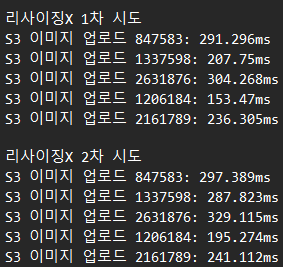 리사이징X 1차 시도
S3 이미지 업로드 847583: 291.296ms
S3 이미지 업로드 1337598: 207.75ms
S3 이미지 업로드 2631876: 304.268ms
S3 이미지 업로드 1206184: 153.47ms
S3 이미지 업로드 2161789: 236.305ms
리사이징X 2차 시도
S3 이미지 업로드 847583: 297.389ms
S3 이미지 업로드 1337598: 287.823ms
S3 이미지 업로드 2631876: 329.115ms
S3 이미지 업로드 1206184: 195.274ms
S3 이미지 업로드 2161789: 241.112ms